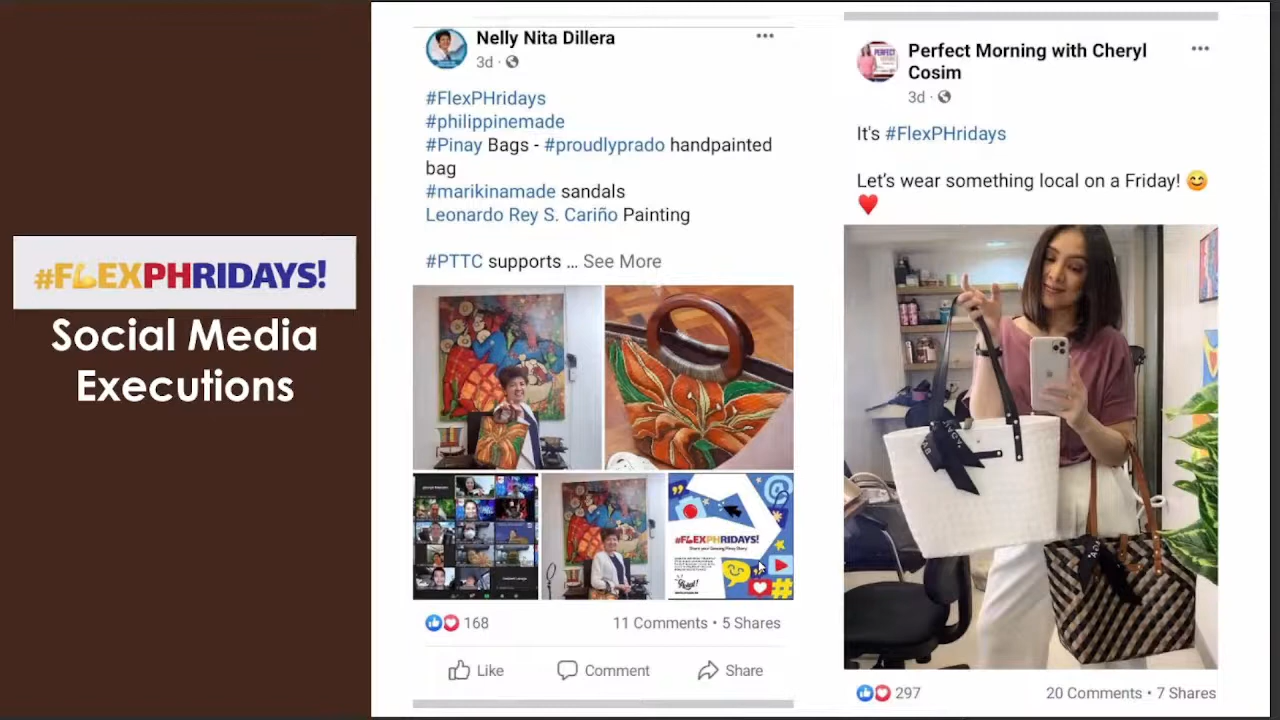 #FLEXPHRIDAYS!
Social Media
Executions
Nelly Nita Dillera
3d ·
#FlexPHridays
#philippinemade
#Pinay Bags - #proudlyprado handpainted
bag
#marikinamade sandals
Leonardo Rey S. Cariño Painting
#PTTC supports ... See More
#FLEXPHRIDAYS!
168
11 Comments • 5 Shares
Like
Comment
Share
Perfect Morning with Cheryl
Cosim
3d ·
It's #FlexPHridays
Let's wear something local on a Friday! 😊
❤️
297
20 Comments • 7 Shares